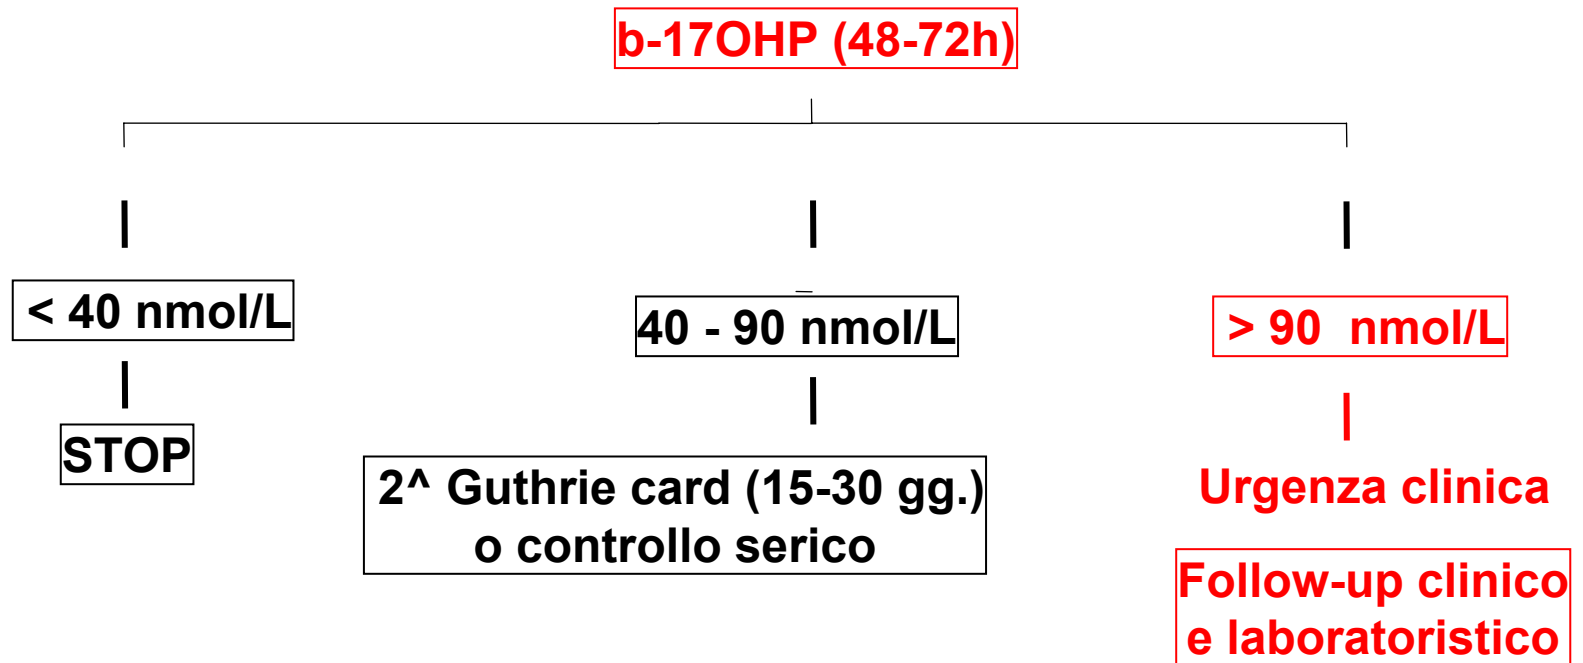 b-17OHP (48-72h)
< 40 nmol/L
40 - 90 nmol/L
> 90 nmol/L
STOP
2^ Guthrie card (15-30 gg.)
o controllo serico
Urgenza clinica
Follow-up clinico
e laboratoristico